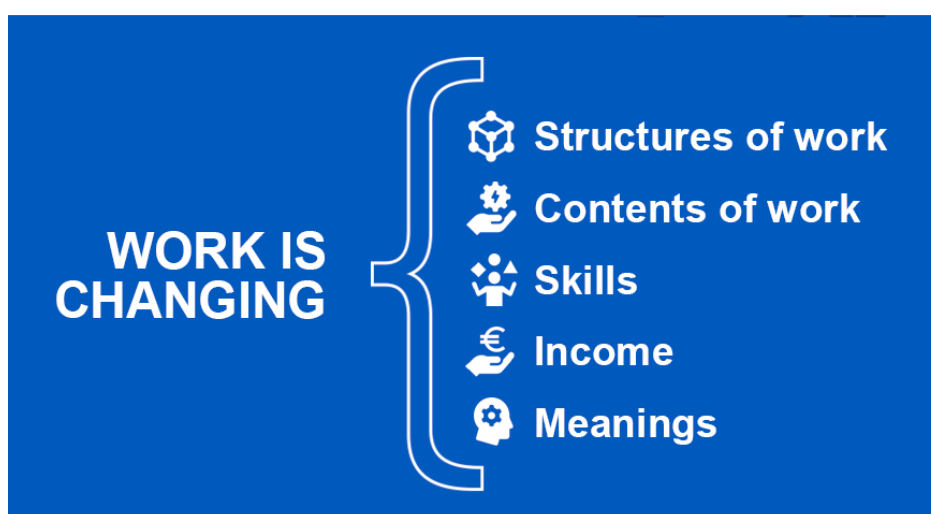 WORK IS
CHANGING
Structures of work
Contents of work
Skills
€
Income
Meanings